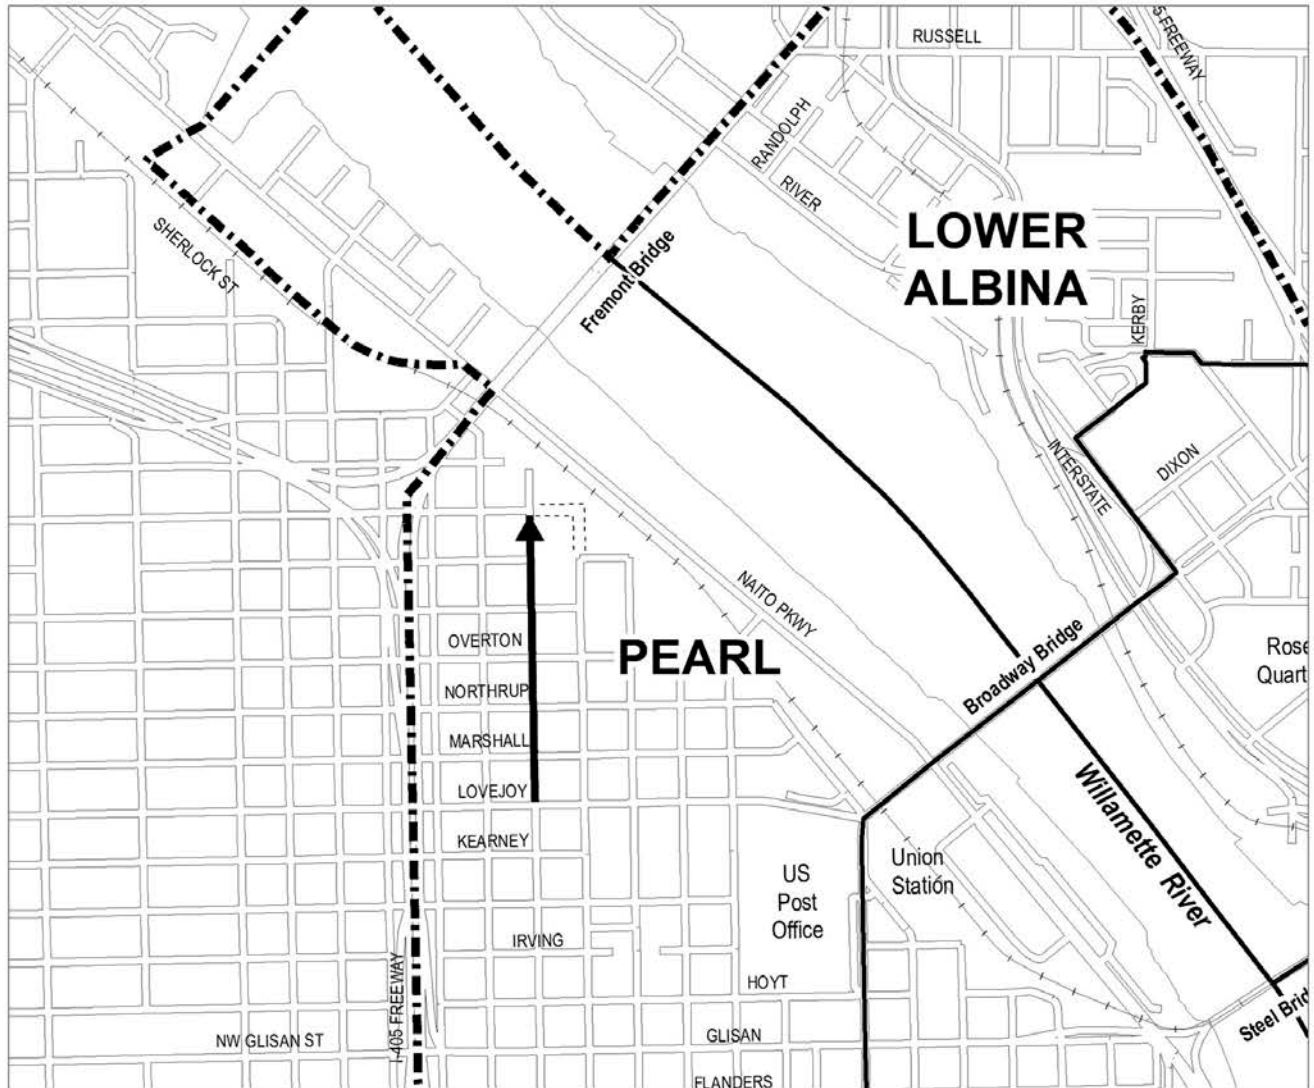 RUSSELL
5 FREEWAY
RANDOLPH
RIVER
LOWER
ALBINA
SHERLOCK ST
Fremont Bridge
KERBY
INTERSTATE
DIXON
NAITO PKWY
OVERTON
PEARL
Broadway Bridge
Rose
Quart
NORTHRUP
MARSHALL
LOVEJOY
KEARNEY
Willamette River
US
Post
Office
Union
Statión
IRVING
I-405 FREEWAY
HOYT
NW GLISAN ST
GLISAN
Steel Brid
FLANDERS